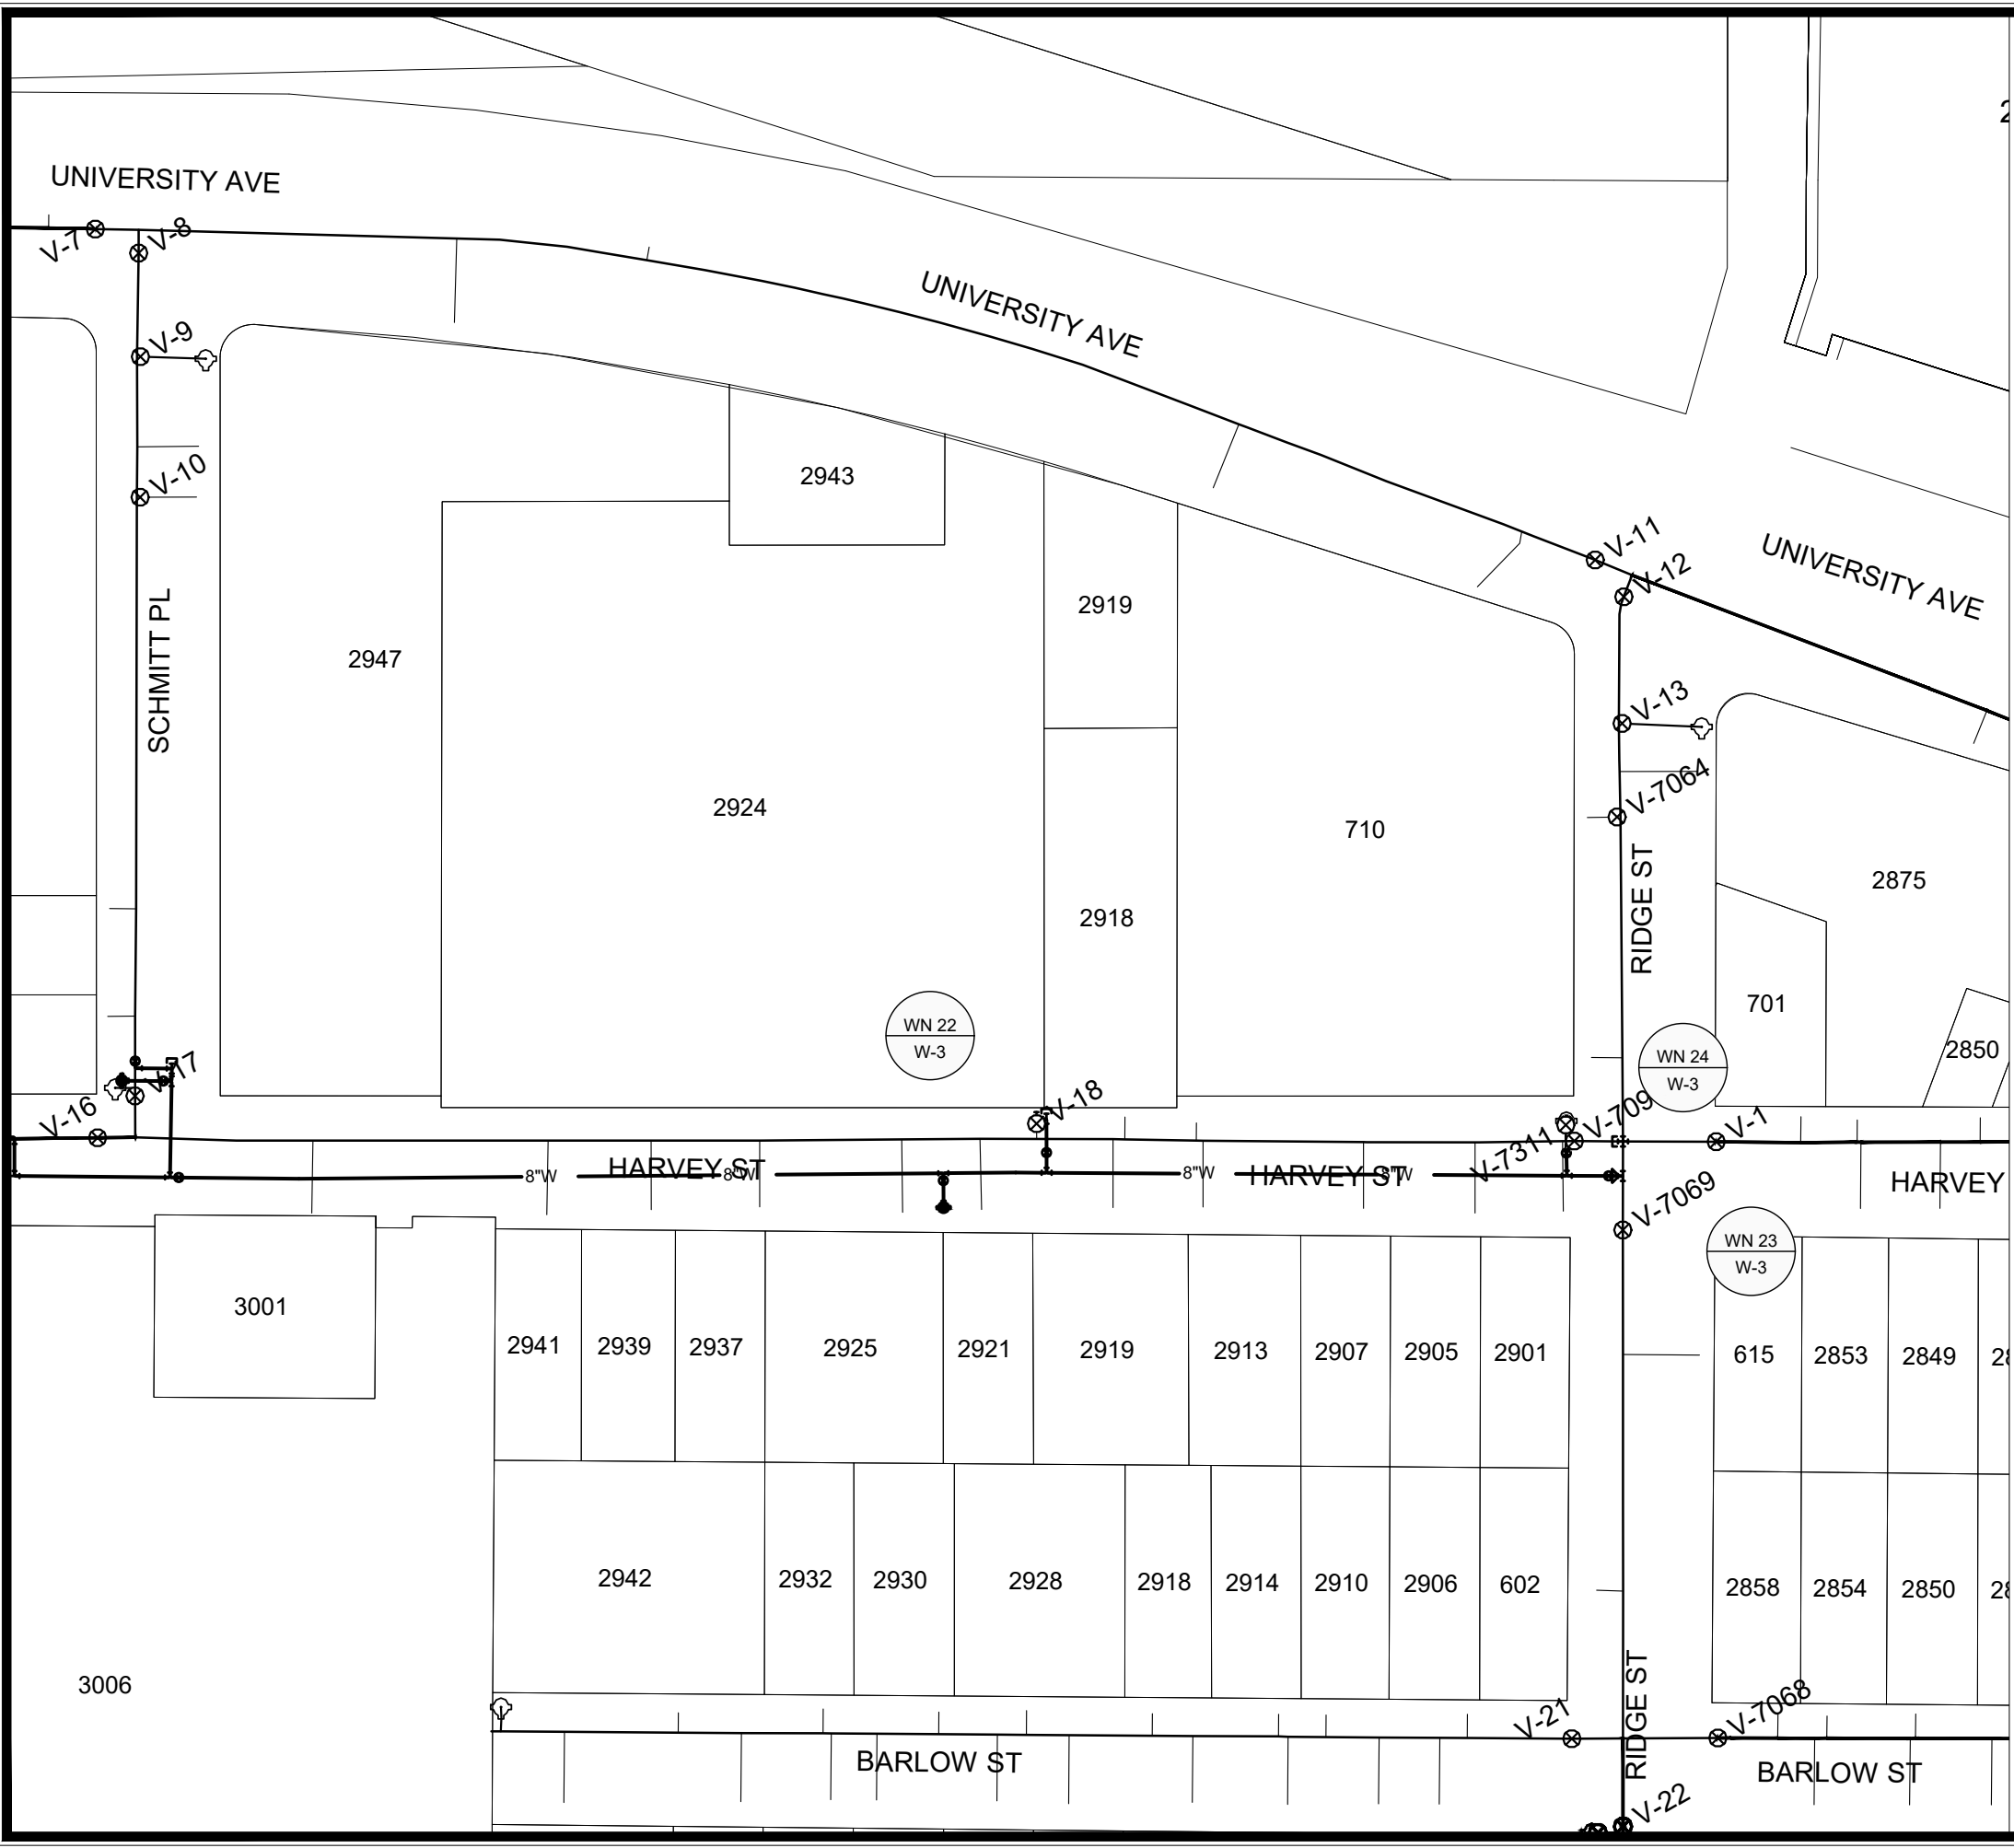 UNIVERSITY AVE
V-7
V-8
UNIVERSITY AVE
V-9
2943
V-10
V-11
V-12
UNIVERSITY AVE
2919
SCHMITT PL
2947
V-13
V-7064
2924
710
RIDGE ST
2875
2918
701
WN 22
W-3
WN 24
W-3
2850
V-17
V-16
V-18
V-709
V-1
V-7311
8"W
HARVEY ST
8"W
8"W
HARVEY ST
8"W
HARVEY
V-7069
WN 23
W-3
3001
2941
2939
2937
2925
2921
2919
2913
2907
2905
2901
615
2853
2849
2942
2932
2930
2928
2918
2914
2910
2906
602
2858
2854
2850
3006
RIDGE ST
V-21
V-7068
BARLOW ST
BARLOW ST
V-22